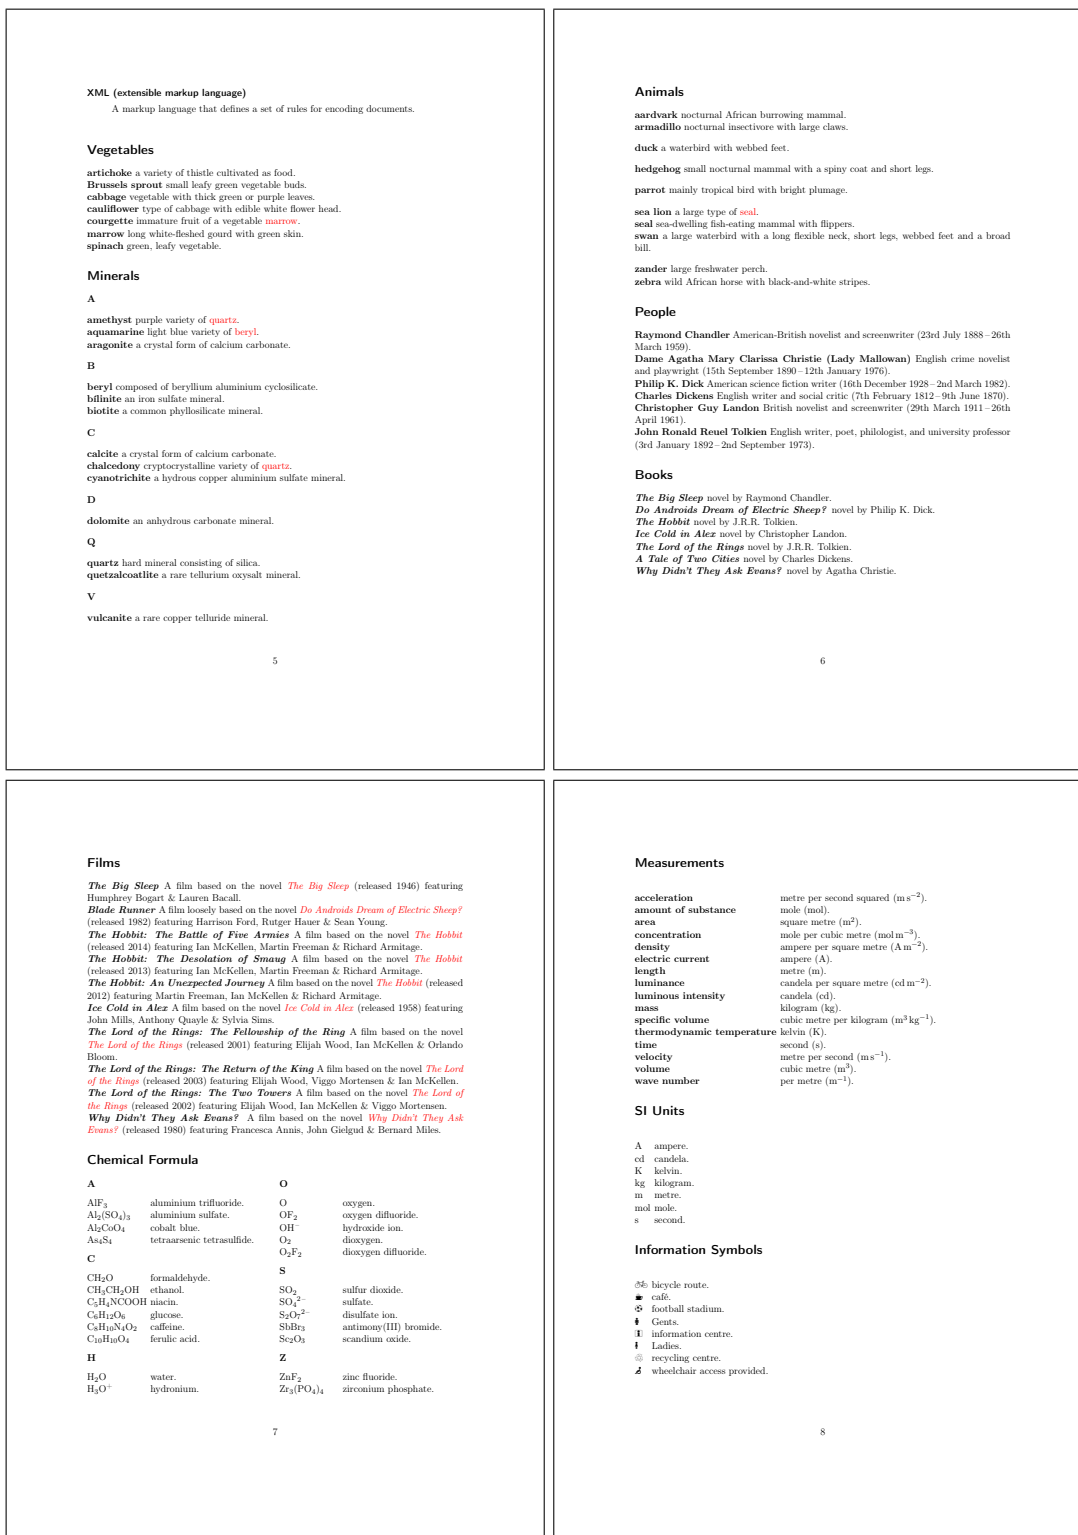 XML (extensible markup language)
A markup language that defines a set of rules for encoding documents.
Vegetables
artichoke a variety of thistle cultivated as food.
Brussels sprout small leafy green vegetable buds.
cabbage vegetable with thick green or purple leaves.
cauliflower type of cabbage with edible white flower head.
courgette immature fruit of a vegetable marrow.
marrow long white-fleshed gourd with green skin.
spinach green, leafy vegetable.
Minerals
A
amethyst purple variety of quartz.
aquamarine light blue variety of beryl.
aragonite a crystal form of calcium carbonate.
B
beryl composed of beryllium aluminium cyclosilicate.
bílinite an iron sulfate mineral.
biotite a common phyllosilicate mineral.
C
calcite a crystal form of calcium carbonate.
chalcedony cryptocrystalline variety of quartz.
cyanotrichite a hydrous copper aluminium sulfate mineral.
D
dolomite an anhydrous carbonate mineral.
Q
quartz hard mineral consisting of silica.
quetzalcoatlite a rare tellurium oxysalt mineral.
V
vulcanite a rare copper telluride mineral.
5
Animals
aardvark nocturnal African burrowing mammal.
armadillo nocturnal insectivore with large claws.
duck a waterbird with webbed feet.
hedgehog small nocturnal mammal with a spiny coat and short legs.
parrot mainly tropical bird with bright plumage.
sea lion a large type of seal.
seal sea-dwelling fish-eating mammal with flippers.
swan a large waterbird with a long flexible neck, short legs, webbed feet and a broad
bill.
zander large freshwater perch.
zebra wild African horse with black-and-white stripes.
People
Raymond Chandler American-British novelist and screenwriter (23rd July 1888 – 26th
March 1959).
Dame Agatha Mary Clarissa Christie (Lady Mallowan) English crime novelist
and playwright (15th September 1890 – 12th January 1976).
Philip K. Dick American science fiction writer (16th December 1928 – 2nd March 1982).
Charles Dickens English writer and social critic (7th February 1812 – 9th June 1870).
Christopher Guy Landon British novelist and screenwriter (29th March 1911 – 26th
April 1961).
John Ronald Reuel Tolkien English writer, poet, philologist, and university professor
(3rd January 1892 – 2nd September 1973).
Books
The Big Sleep novel by Raymond Chandler.
Do Androids Dream of Electric Sheep? novel by Philip K. Dick.
The Hobbit novel by J.R.R. Tolkien.
Ice Cold in Alex novel by Christopher Landon.
The Lord of the Rings novel by J.R.R. Tolkien.
A Tale of Two Cities novel by Charles Dickens.
Why Didn't They Ask Evans? novel by Agatha Christie.
6
Films
The Big Sleep A film based on the novel The Big Sleep (released 1946) featuring
Humphrey Bogart & Lauren Bacall.
Blade Runner A film loosely based on the novel Do Androids Dream of Electric Sheep?
(released 1982) featuring Harrison Ford, Rutger Hauer & Sean Young.
The Hobbit: The Battle of Five Armies A film based on the novel The Hobbit
(released 2014) featuring Ian McKellen, Martin Freeman & Richard Armitage.
The Hobbit: The Desolation of Smaug A film based on the novel The Hobbit
(released 2013) featuring Ian McKellen, Martin Freeman & Richard Armitage.
The Hobbit: An Unexpected Journey A film based on the novel The Hobbit (released
2012) featuring Martin Freeman, Ian McKellen & Richard Armitage.
Ice Cold in Alex A film based on the novel Ice Cold in Alex (released 1958) featuring
John Mills, Anthony Quayle & Sylvia Sims.
The Lord of the Rings: The Fellowship of the Ring A film based on the novel
The Lord of the Rings (released 2001) featuring Elijah Wood, Ian McKellen & Orlando
Bloom.
The Lord of the Rings: The Return of the King A film based on the novel The Lord
of the Rings (released 2003) featuring Elijah Wood, Viggo Mortensen & Ian McKellen.
The Lord of the Rings: The Two Towers A film based on the novel The Lord of
the Rings (released 2002) featuring Elijah Wood, Ian McKellen & Viggo Mortensen.
Why Didn't They Ask Evans? A film based on the novel Why Didn't They Ask
Evans? (released 1980) featuring Francesca Annis, John Gielgud & Bernard Miles.
Chemical Formula
A
AlF₃ aluminium trifluoride.
Al₂(SO₄)₃ aluminium sulfate.
Al₂CoO₄ cobalt blue.
As₄S₄ tetraarsenic tetrasulfide.
C
CH₂O formaldehyde.
CH₃CH₂OH ethanol.
C₅H₄NCOOH niacin.
C₆H₁₂O₆ glucose.
C₈H₁₀N₄O₂ caffeine.
C₁₀H₁₀O₄ ferulic acid.
H
H₂O water.
H₃O⁺ hydronium.
O
O oxygen.
OF₂ oxygen difluoride.
OH⁻ hydroxide ion.
O₂ dioxygen.
O₂F₂ dioxygen difluoride.
S
SO₂ sulfur dioxide.
SO₄²⁻ sulfate.
S₂O₇²⁻ disulfate ion.
SbBr₃ antimony(III) bromide.
Sc₂O₃ scandium oxide.
Z
ZnF₂ zinc fluoride.
Zr₃(PO₄)₄ zirconium phosphate.
7
Measurements
acceleration metre per second squared (m s⁻²).
amount of substance mole (mol).
area square metre (m²).
concentration mole per cubic metre (mol m⁻³).
density ampere per square metre (A m⁻²).
electric current ampere (A).
length metre (m).
luminance candela per square metre (cd m⁻²).
luminous intensity candela (cd).
mass kilogram (kg).
specific volume cubic metre per kilogram (m³ kg⁻¹).
thermodynamic temperature kelvin (K).
time second (s).
velocity metre per second (m s⁻¹).
volume cubic metre (m³).
wave number per metre (m⁻¹).
SI Units
A ampere.
cd candela.
K kelvin.
kg kilogram.
m metre.
mol mole.
s second.
Information Symbols
bicycle route.
café.
football stadium.
Gents.
information centre.
Ladies.
recycling centre.
wheelchair access provided.
8